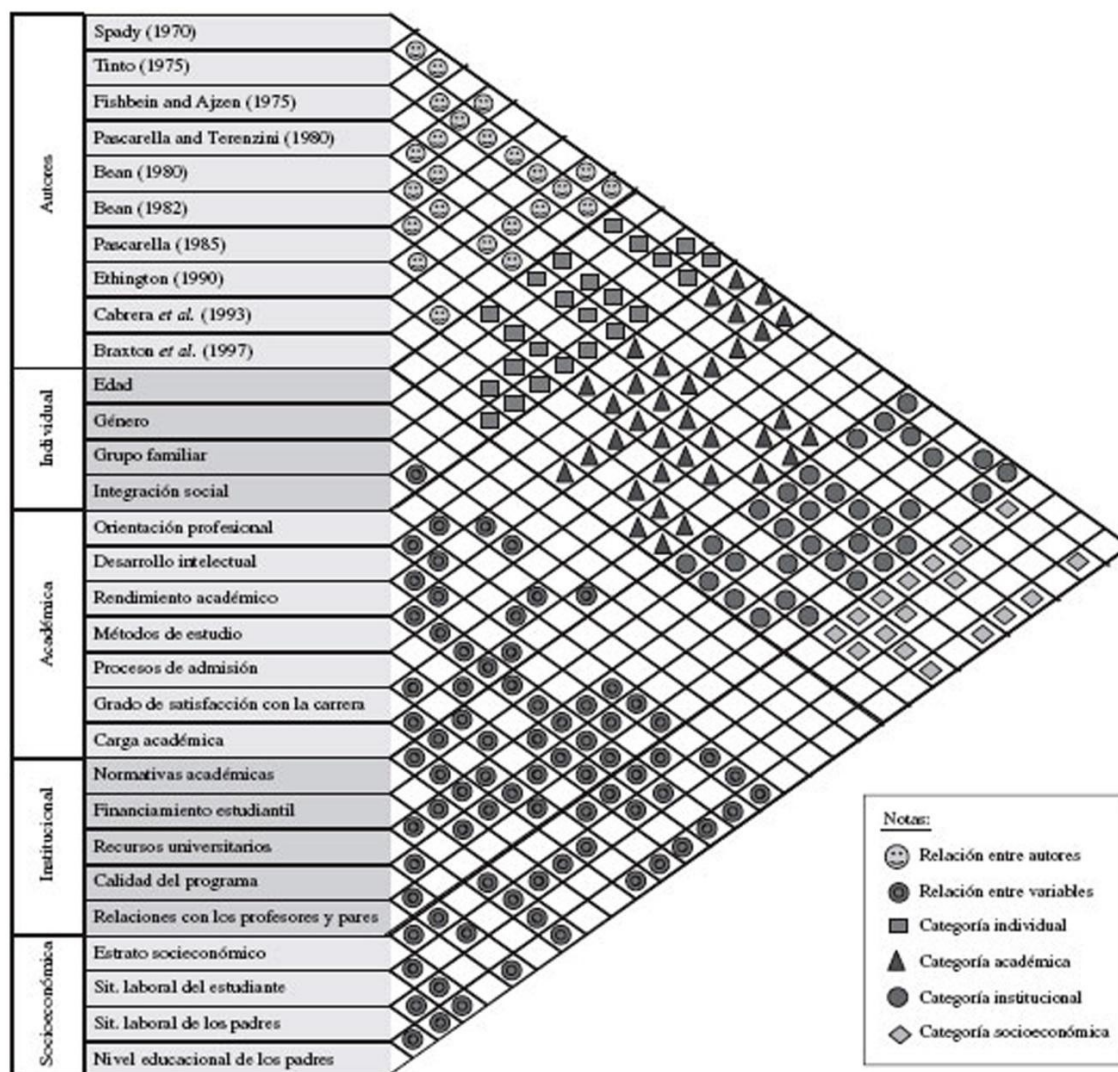 Autores
Spady (1970)
Tinto (1975)
Fishbein and Ajzen (1975)
Pascarella and Terenzini (1980)
Bean (1980)
Bean (1982)
Pascarella (1985)
Ethington (1990)
Cabrera et al. (1993)
Braxton et al. (1997)
Individual
Edad
Género
Grupo familiar
Integración social
Académica
Orientación profesional
Desarrollo intelectual
Rendimiento académico
Métodos de estudio
Procesos de admisión
Grado de satisfacción con la carrera
Carga académica
Institucional
Normativas académicas
Financiamiento estudiantil
Recursos universitarios
Calidad del programa
Relaciones con los profesores y pares
Socioeconómica
Estrato socioeconómico
Sit. laboral del estudiante
Sit. laboral de los padres
Nivel educacional de los padres
Notas:
Relación entre autores
Relación entre variables
Categoría individual
Categoría académica
Categoría institucional
Categoría socioeconómica